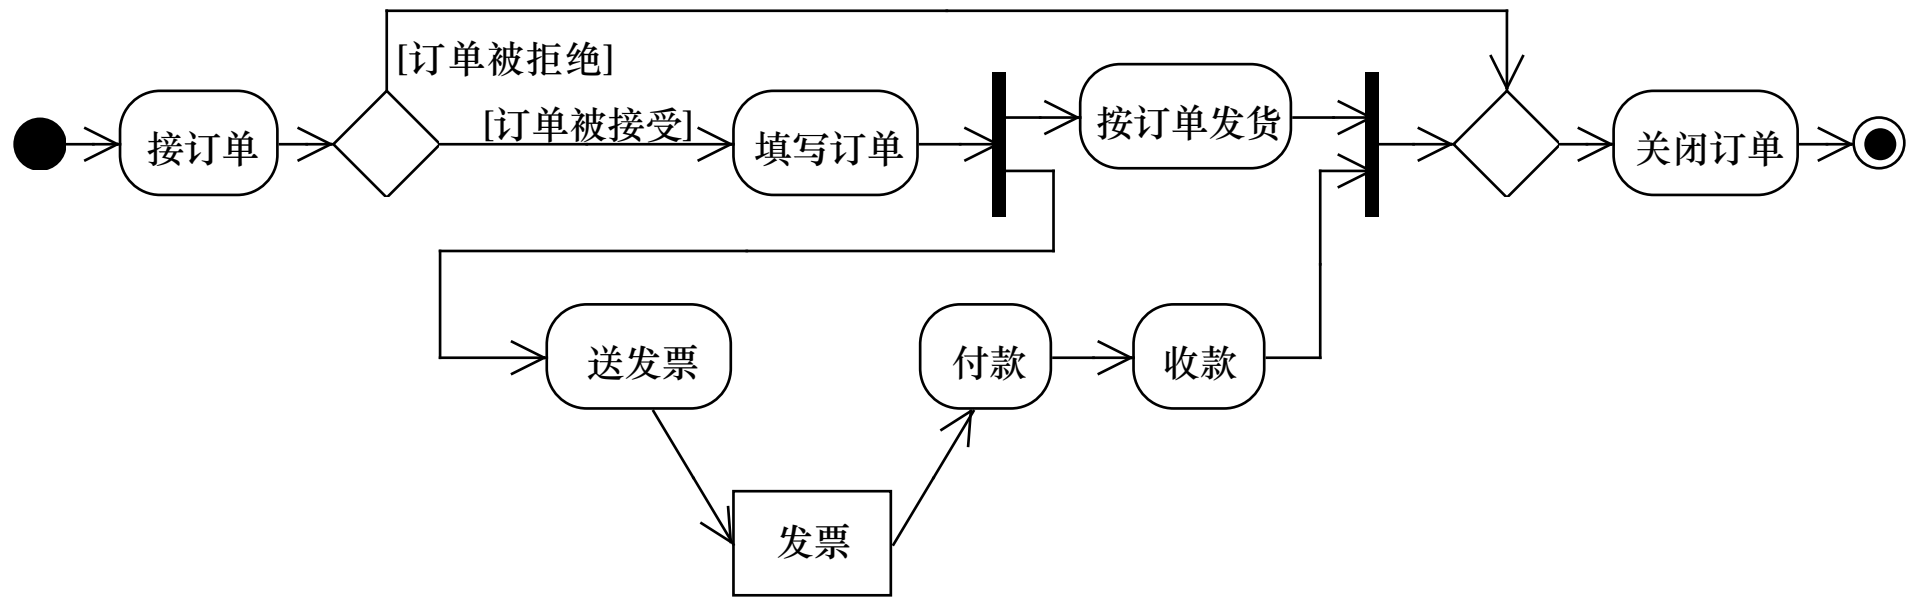 [订单被拒绝]
[订单被接受]
接订单
填写订单
按订单发货
关闭订单
送发票
付款
收款
发票